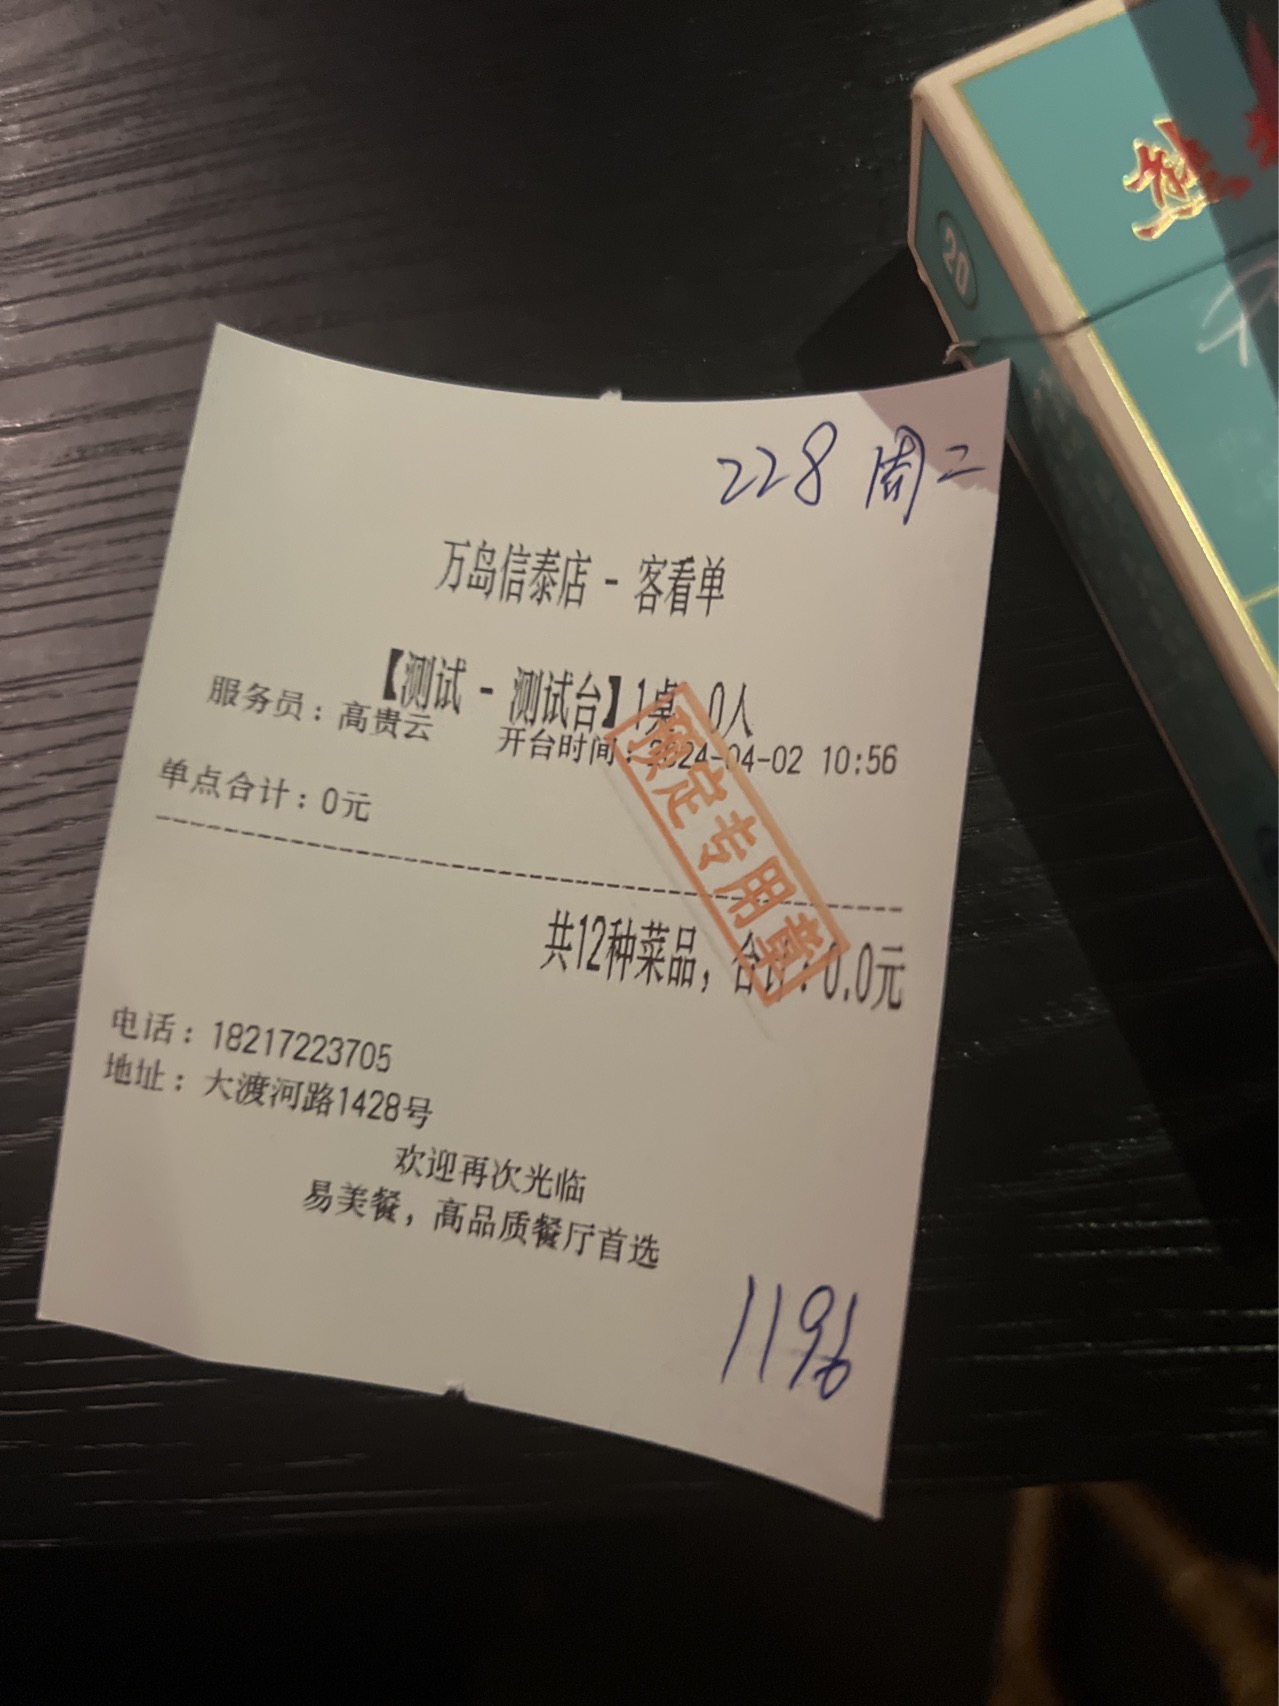 20
228 周二
万岛信泰店 - 客看单
【测试 - 测试台】1桌 0人
服务员：高贵云 开台时间：2024-04-02 10:56
单点合计：0元
预定专用章
共12种菜品，合计：0.0元
电话：18217223705
地址：大渡河路1428号
欢迎再次光临
易美餐，高品质餐厅首选
1196